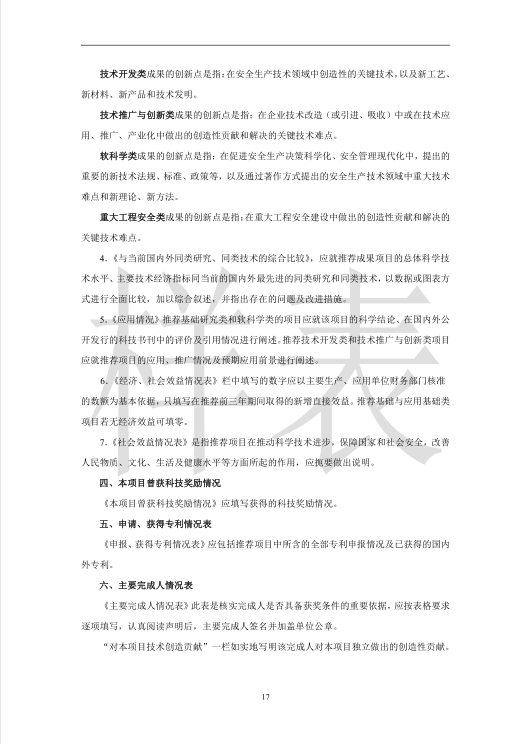 技术开发类成果的创新点是指:在安全生产技术领域中创造性的关键技术,以及新工艺、
新材料、新产品和技术发明。
技术推广与创新类成果的创新点是指:在企业技术改造(或引进、吸收)中或在技术应
用、推广、产业化中做出的创造性贡献和解决的关键技术难点。
软科学类成果的创新点是指:在促进安全生产决策科学化、安全管理现代化中,提出的
重要的新技术法规、标准、政策等,以及通过著作方式提出的安全生产技术领域中重大技术
难点和新理论、新方法。
重大工程安全类成果的创新点是指:在重大工程安全建设中做出的创造性贡献和解决的
关键技术难点。
4.《与当前国内外同类研究、同类技术的综合比较》,应就推荐成果项目的总体科学技
术水平、主要技术经济指标同当前的国内外最先进的同类研究和同类技术,以数据或图表方
式进行全面比较,加以综合叙述,并指出存在的问题及改进措施。
5.《应用情况》推荐基础研究类和软科学类的项目应就该项目的科学结论、在国内外公
开发行的科技书刊中的评价及引用情况进行阐述。推荐技术开发类和技术推广与创新类项目
应就推荐项目的应用、推广情况及预期应用前景进行阐述。
6.《经济、社会效益情况表》栏中填写的数字应以主要生产、应用单位财务部门核准
的数额为基本依据,只填写在推荐前三年期间取得的新增直接效益。推荐基础与应用基础类
项目若无经济效益可填零。
7.《社会效益情况表》是指推荐项目在推动科学技术进步,保障国家和社会安全,改善
人民物质、文化、生活及健康水平等方面所起的作用,应扼要做出说明。
四、本项目曾获科技奖励情况
《本项目曾获科技奖励情况》应填写获得的科技奖励情况。
五、申请、获得专利情况表
《申报、获得专利情况表》应包括推荐项目中所含的全部专利申报情况及已获得的国内
外专利。
六、主要完成人情况表
《主要完成人情况表》此表是核实完成人是否具备获奖条件的重要依据,应按表格要求
逐项填写,认真阅读声明后,主要完成人签名并加盖单位公章。
“对本项目技术创造贡献”一栏如实地写明该完成人对本项目独立做出的创造性贡献。
17
样表